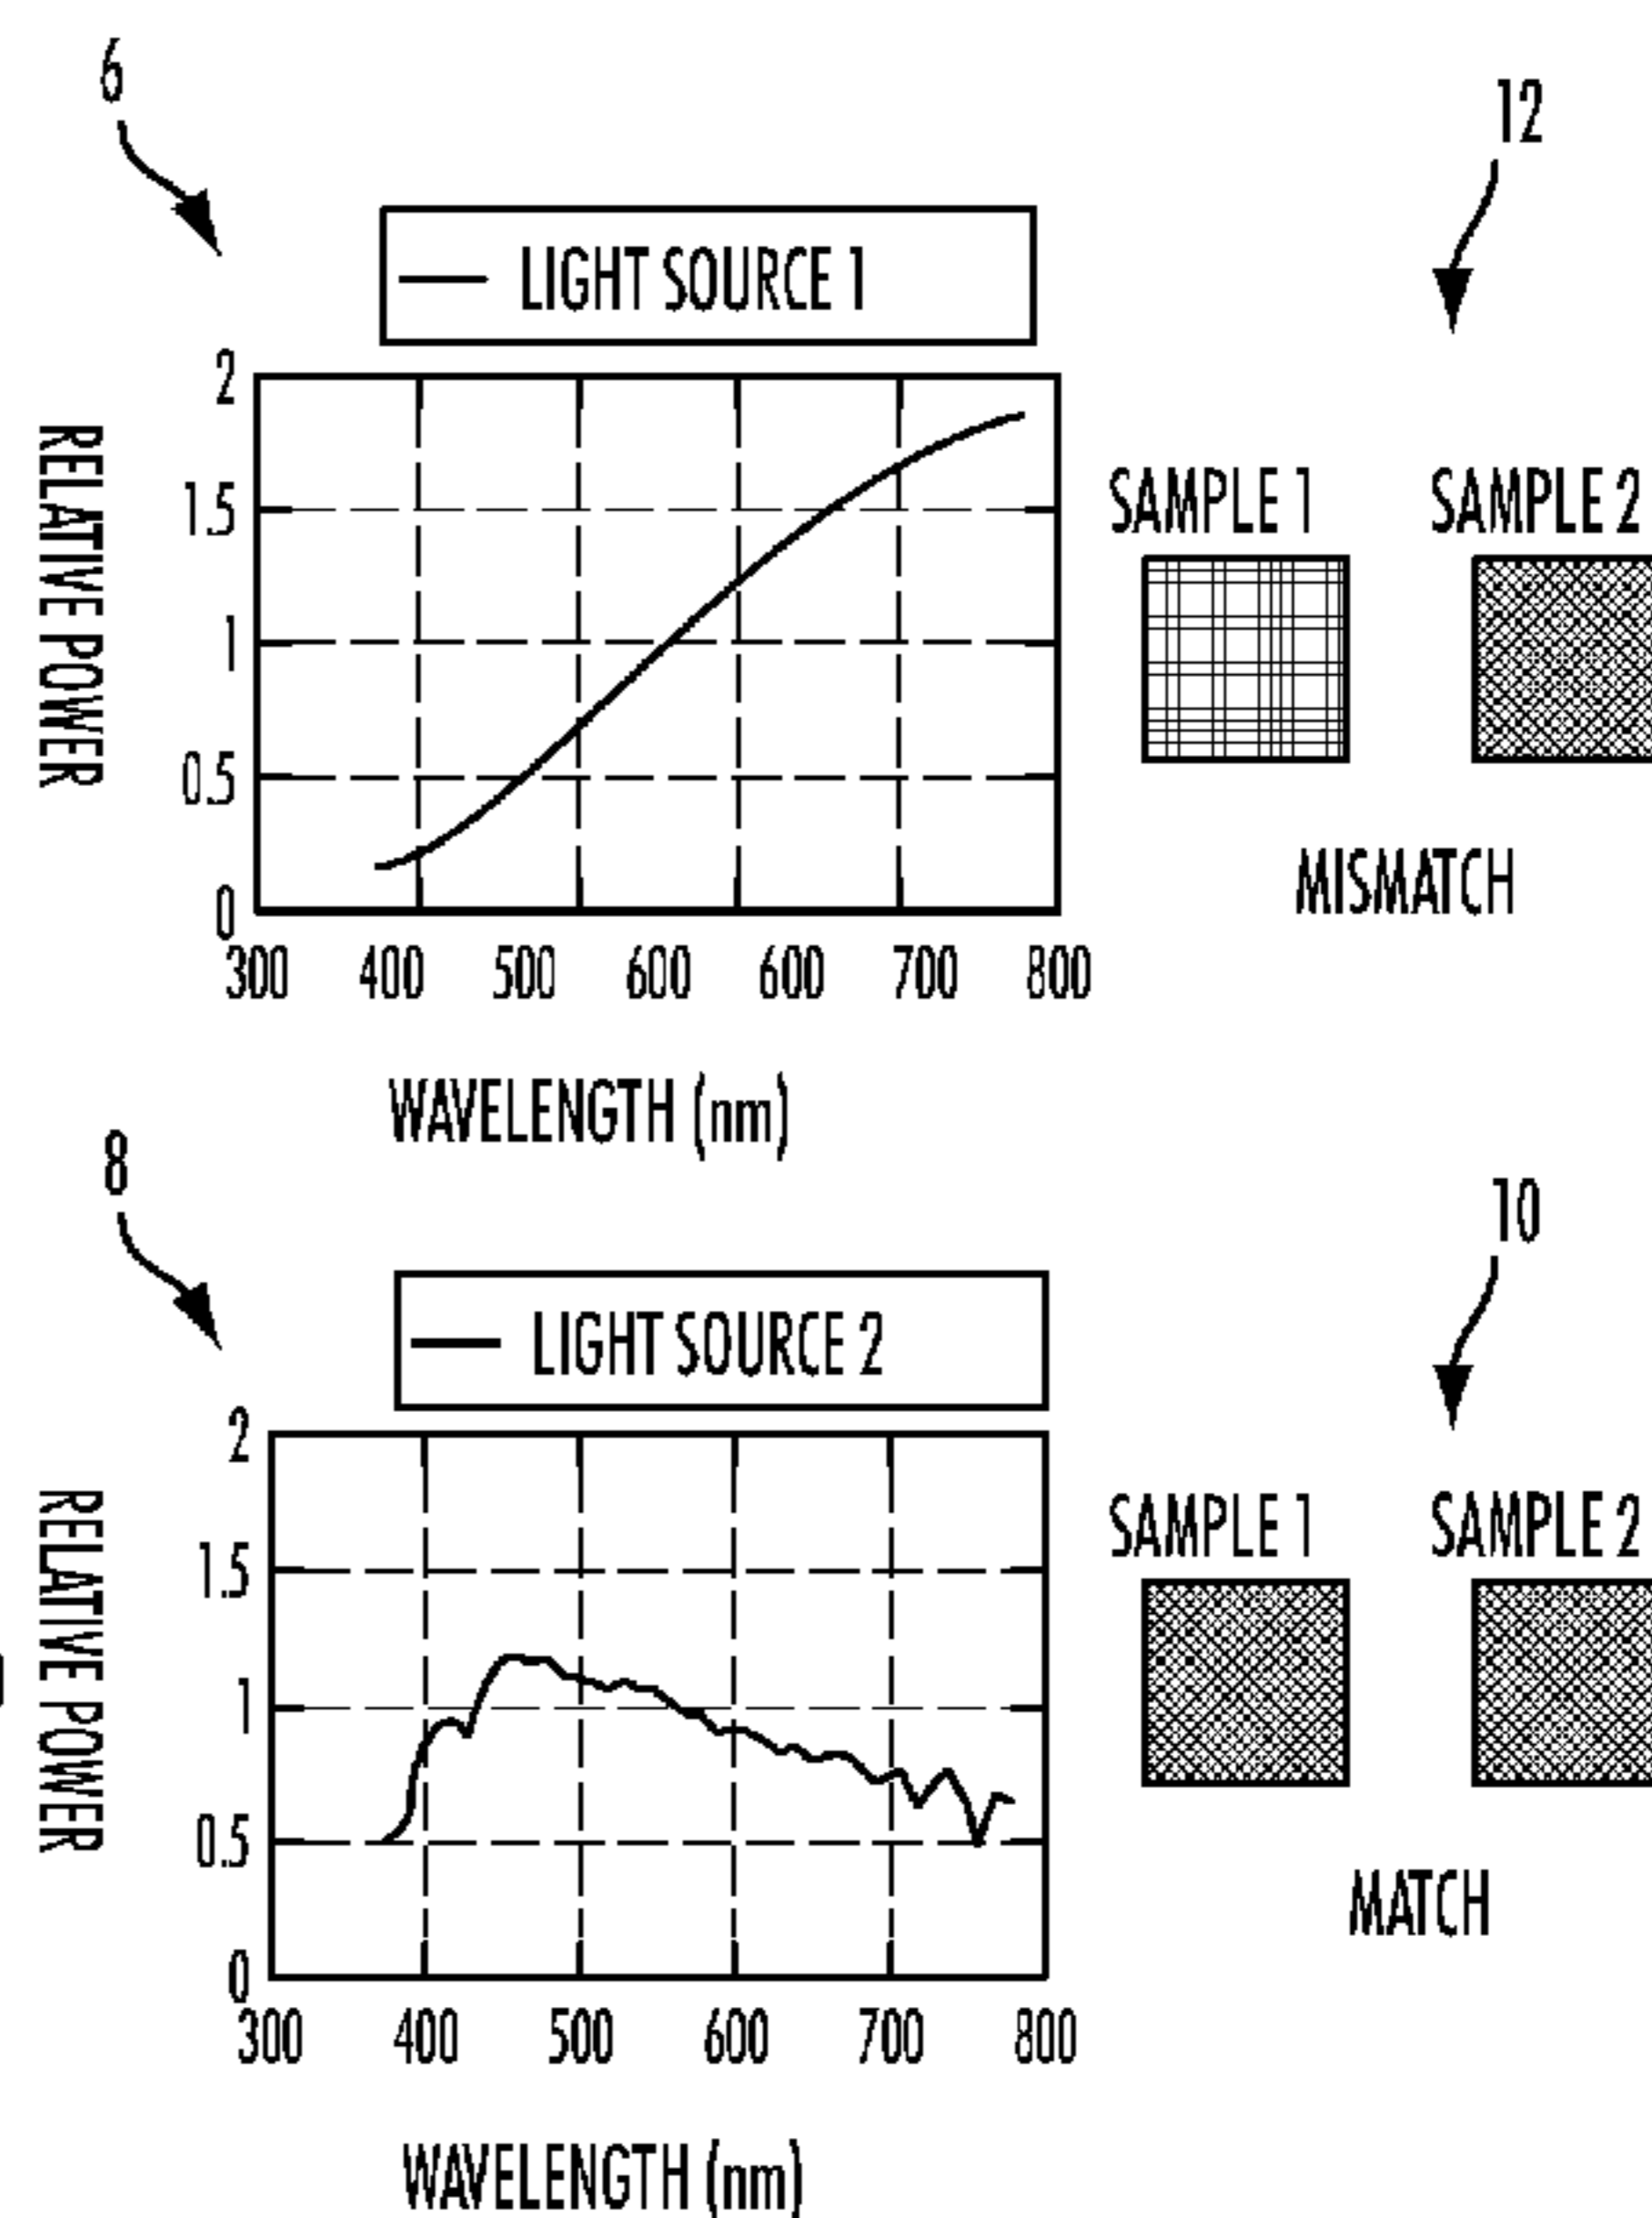 6
12
LIGHT SOURCE 1
2
1.5
1
0.5
0
RELATIVE POWER
300 400 500 600 600 700 800
WAVELENGTH (nm)
SAMPLE 1 SAMPLE 2
MISMATCH
8
10
LIGHT SOURCE 2
2
1.5
1
0.5
0
RELATIVE POWER
300 400 500 600 700 800
WAVELENGTH (nm)
SAMPLE 1 SAMPLE 2
MATCH